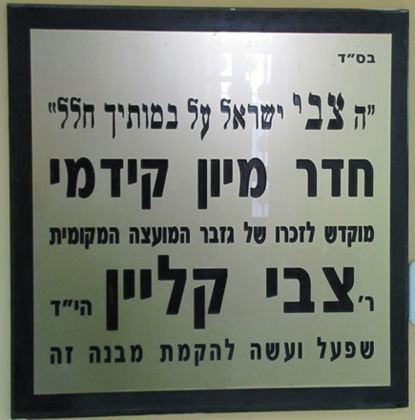 בס"ד
"ה צבי ישראל על במותיך חלל"
חדר מיון קידמי
מוקדש לזכרו של גזבר המועצה המקומית
ר' צבי קליין הי"ד
שפעל ועשה להקמת מבנה זה